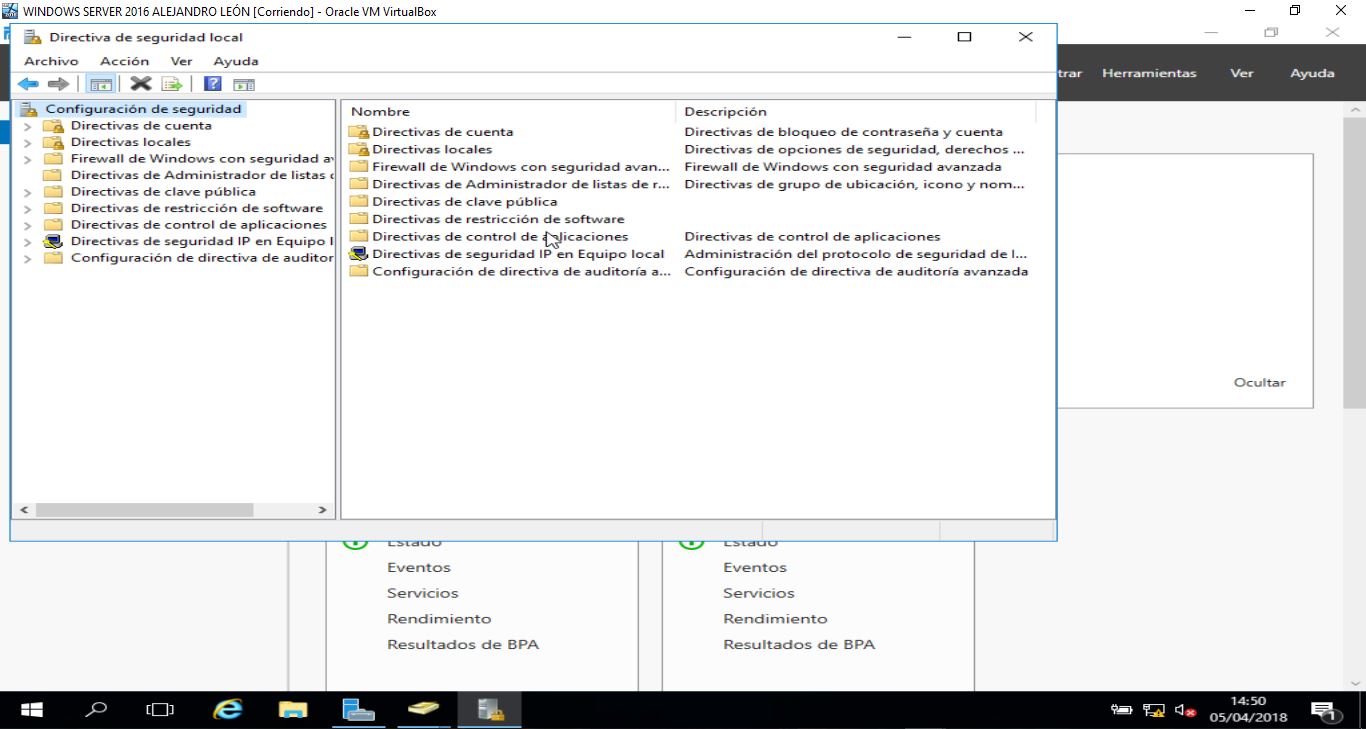 WINDOWS SERVER 2016 ALEJANDRO LEÓN [Corriendo] - Oracle VM VirtualBox
Directiva de seguridad local
Archivo Acción Ver Ayuda
Herramientas Ver Ayuda
Configuración de seguridad
Directivas de cuenta
Directivas locales
Firewall de Windows con seguridad
Directivas de Administrador de listas
Directivas de clave pública
Directivas de restricción de software
Directivas de control de aplicaciones
Directivas de seguridad IP en Equipo
Configuración de directiva de
Nombre Descripción
Directivas de cuenta Directivas de bloqueo de contraseña y cuenta
Directivas locales Directivas de opciones de seguridad, derechos ...
Firewall de Windows con seguridad avan... Firewall de Windows con seguridad avanzada
Directivas de Administrador de listas de r... Directivas de grupo de ubicación, icono y nom...
Directivas de clave pública
Directivas de restricción de software
Directivas de control de aplicaciones Directivas de control de aplicaciones
Directivas de seguridad IP en Equipo local Administración del protocolo de seguridad de I...
Configuración de directiva de auditoría a... Configuración de directiva de auditoría avanzada
Ocultar
Estado Estado
Eventos Eventos
Servicios Servicios
Rendimiento Rendimiento
Resultados de BPA Resultados de BPA
14:50
05/04/2018
1